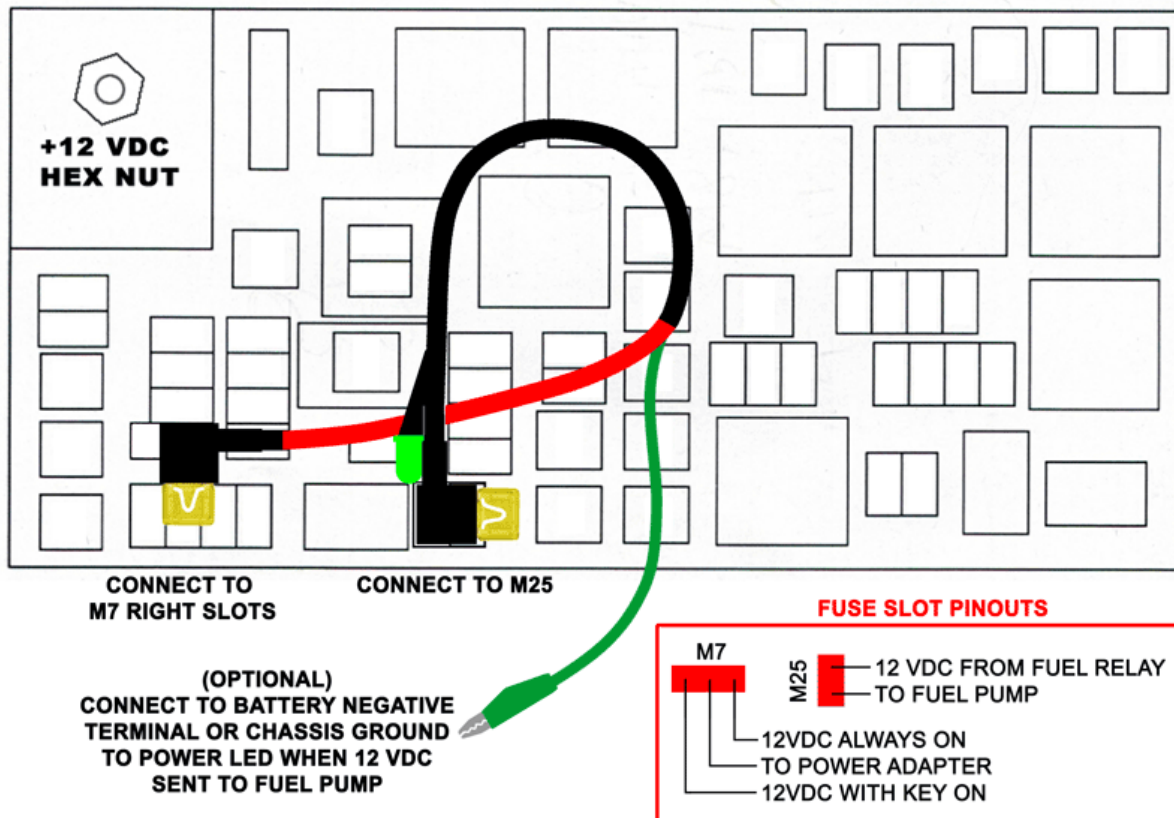 +12 VDC
HEX NUT
CONNECT TO
M7 RIGHT SLOTS
CONNECT TO M25
(OPTIONAL)
CONNECT TO BATTERY NEGATIVE
TERMINAL OR CHASSIS GROUND
TO POWER LED WHEN 12 VDC
SENT TO FUEL PUMP
FUSE SLOT PINOUTS
M7
M25
12 VDC FROM FUEL RELAY
TO FUEL PUMP
12VDC ALWAYS ON
TO POWER ADAPTER
12VDC WITH KEY ON